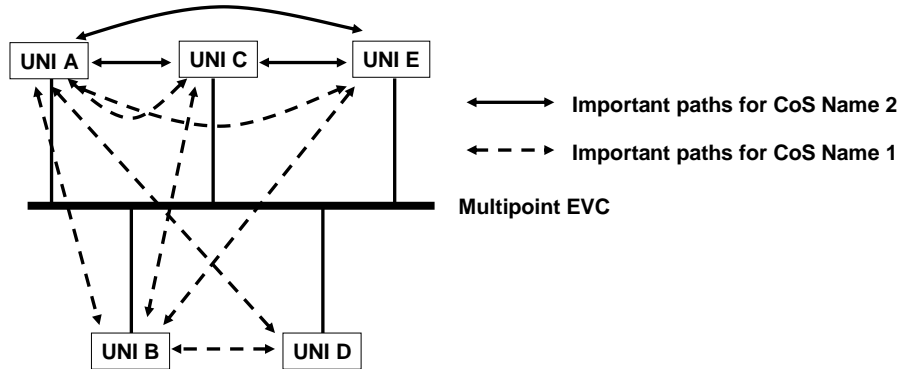 UNI A
UNI C
UNI E
Important paths for CoS Name 2
Important paths for CoS Name 1
Multipoint EVC
UNI B
UNI D